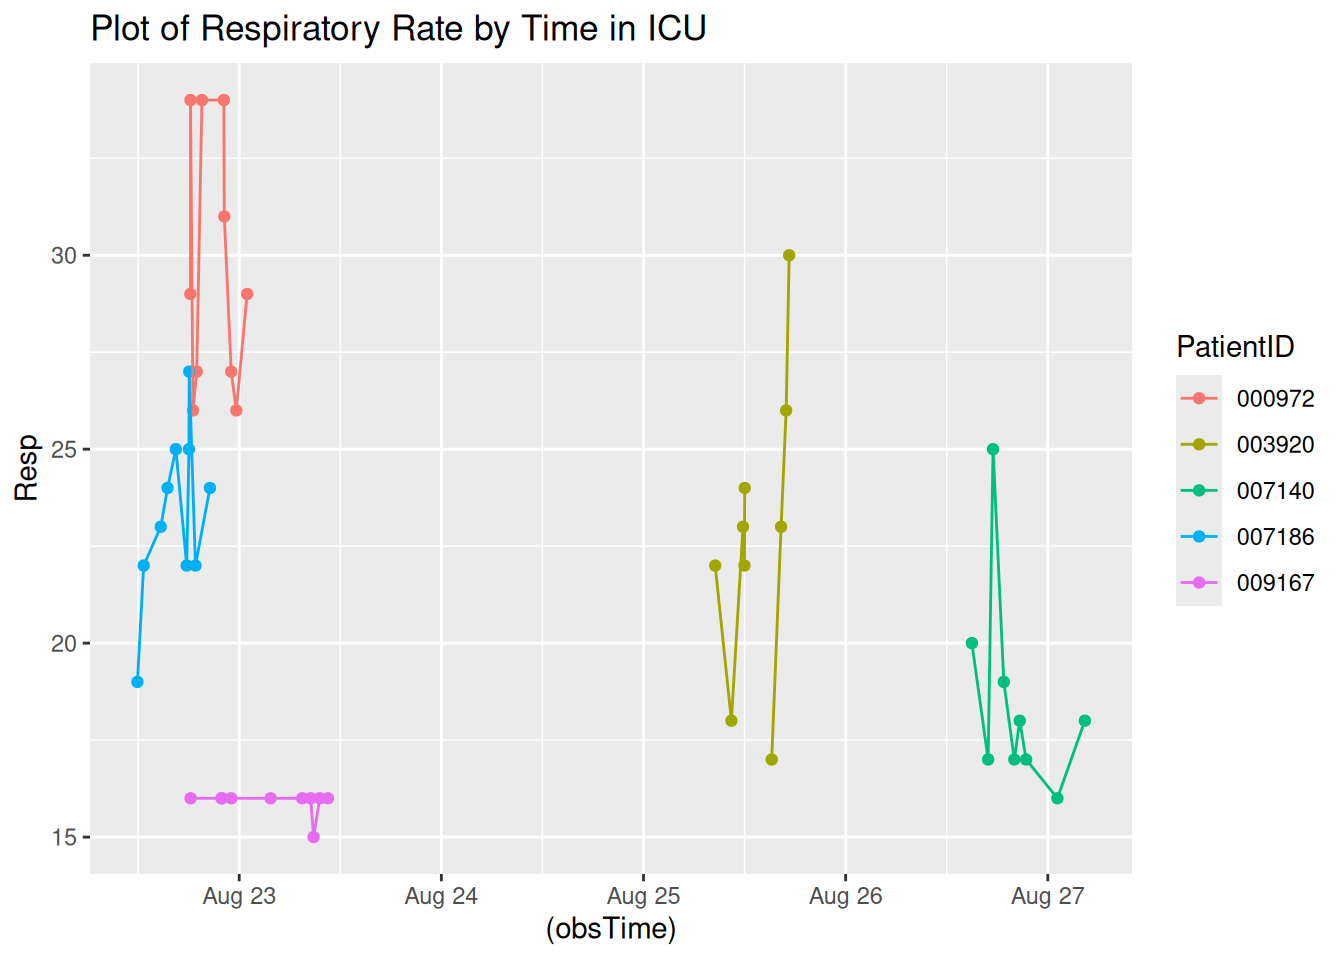 Plot of Respiratory Rate by Time in ICU
Resp
30
25
20
15
Aug 23
Aug 24
Aug 25
Aug 26
Aug 27
(obsTime)
PatientID
000972
003920
007140
007186
009167